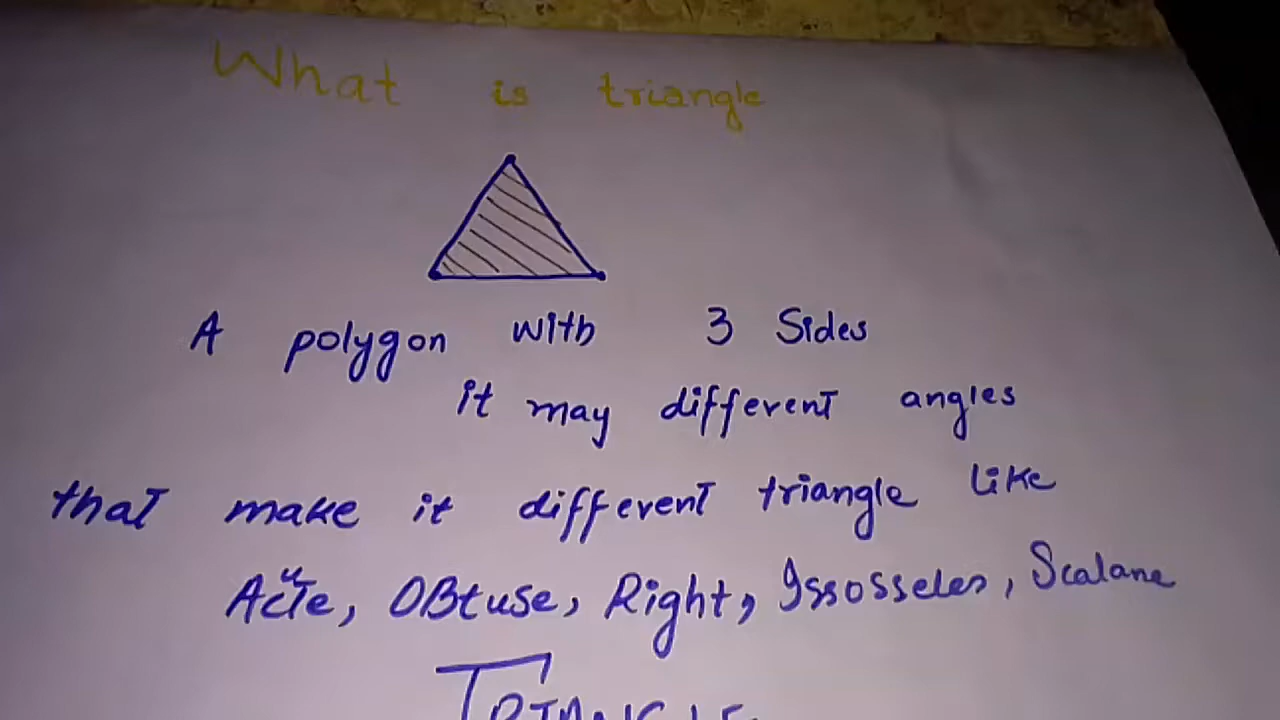 What is triangle
A polygon with 3 Sides
it may different angles
that make it different triangle like
Acute, OBtuse, Right, Issosseles, Scalane
TRIANGLE